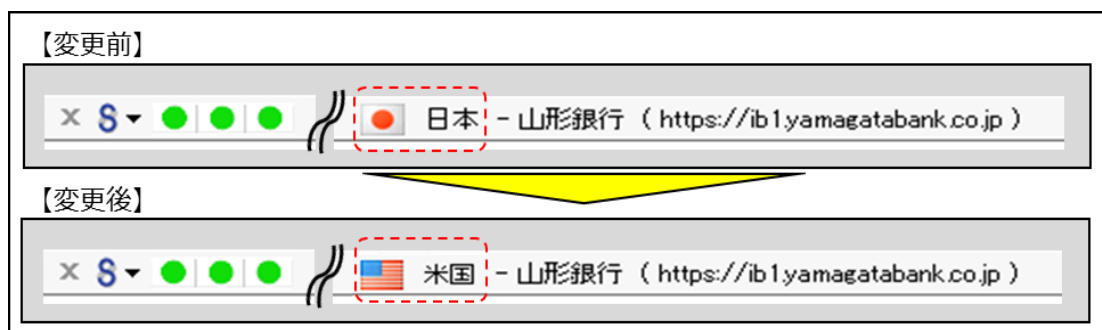 【変更前】
× S 日本 - 山形銀行 ( https://ib1.yamagatabank.co.jp )
【変更後】
× S 米国 - 山形銀行 ( https://ib1.yamagatabank.co.jp )